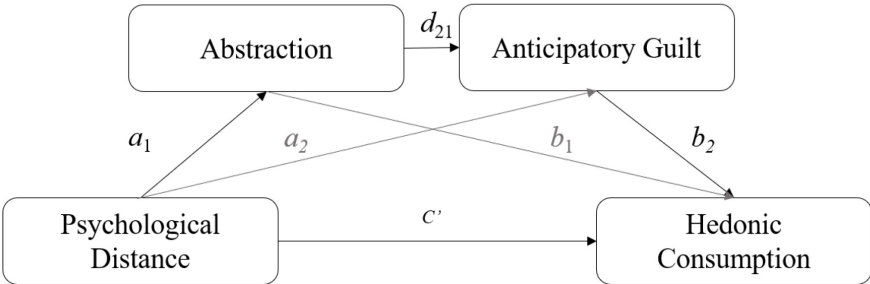 d21
Abstraction
Anticipatory Guilt
a1
a2
b1
b2
Psychological
Distance
C’
Hedonic
Consumption